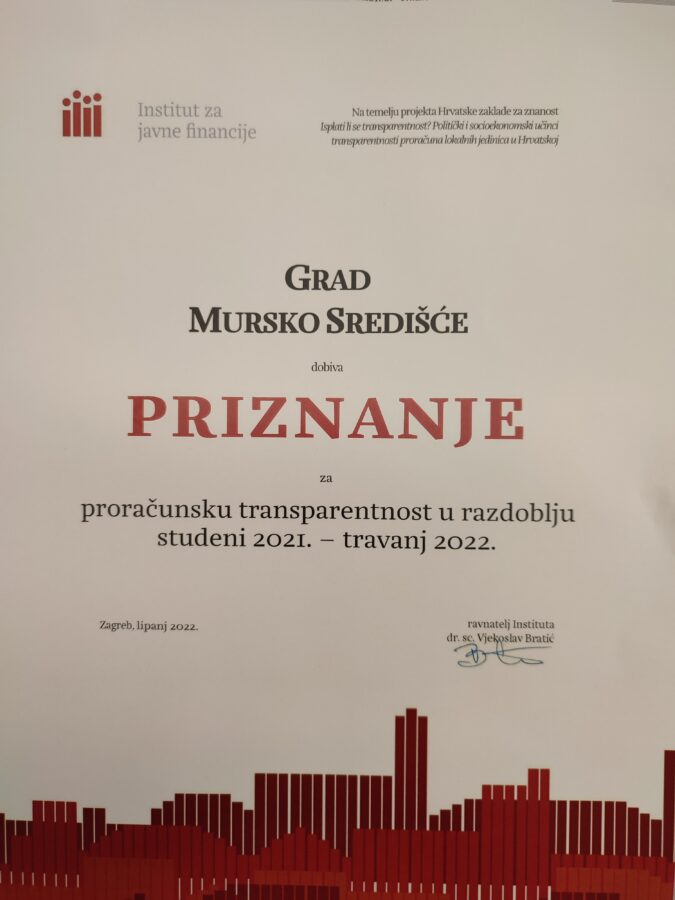 Institut za
javne financije
Na temelju projekta Hrvatske zaklade za znanost
Isplati li se transparentnost? Politički i socioekonomski učinci
transparentnosti proračuna lokalnih jedinica u Hrvatskoj
GRAD
MURSKO SREDIŠĆE
dobiva
PRIZNANJE
za
proračunsku transparentnost u razdoblju
studeni 2021. – travanj 2022.
Zagreb, lipanj 2022.
ravnatelj Instituta
dr. sc. Vjekoslav Bratić